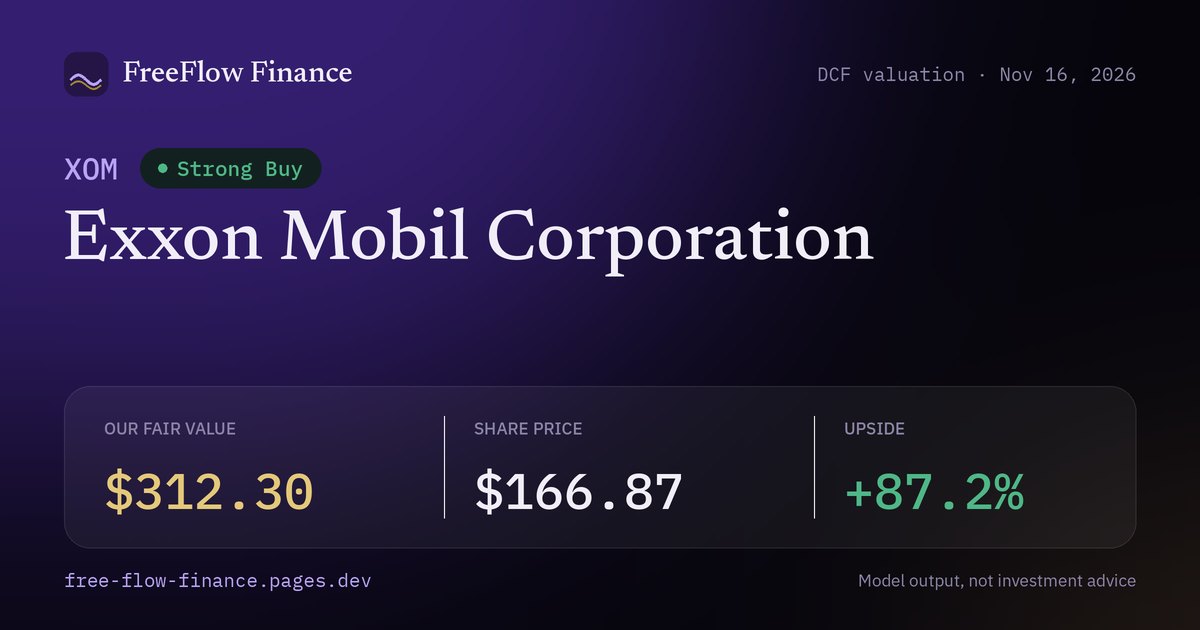 FreeFlow Finance
DCF valuation · Nov 16, 2026
XOM
Strong Buy
Exxon Mobil Corporation
OUR FAIR VALUE
$312.30
SHARE PRICE
$166.87
UPSIDE
+87.2%
free-flow-finance.pages.dev
Model output, not investment advice